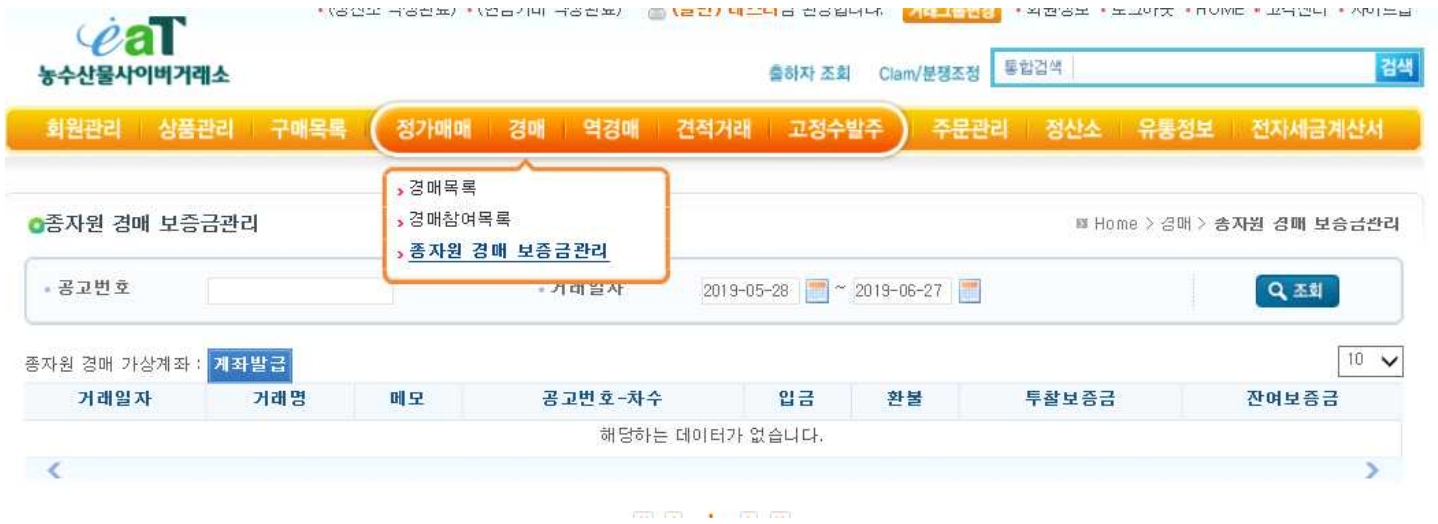 eaT
농수산물사이버거래소
출하자 조회 Clam/분쟁조정 통합검색 검색
회원관리 상품관리 구매목록 정가매매 경매 역경매 견적거래 고정수발주 주문관리 정산소 유통정보 전자세금계산서
경매목록
경매참여목록
종자원 경매 보증금관리
종자원 경매 보증금관리
Home > 경매 > 종자원 경매 보증금관리
공고번호 거래일자 2019-05-28 ~ 2019-06-27 조회
종자원 경매 가상계좌 : 계좌발급 10
거래일자 거래명 메모 공고번호-차수 입금 환불 투찰보증금 잔여보증금
해당하는 데이터가 없습니다.